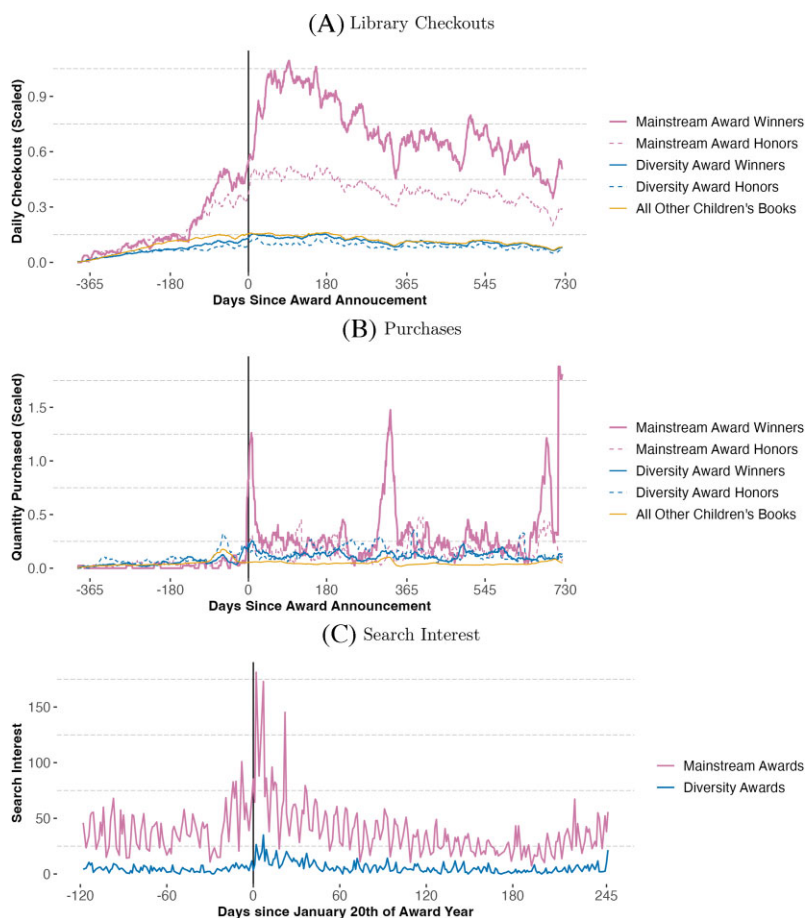 (A) Library Checkouts
Daily Checkouts (Scaled)
0.9
0.6
0.3
0.0
-365 -180 0 180 365 545 730
Days Since Award Annoucement
Mainstream Award Winners
Mainstream Award Honors
Diversity Award Winners
Diversity Award Honors
All Other Children's Books
(B) Purchases
Quantity Purchased (Scaled)
1.5
1.0
0.5
0.0
-365 -180 0 180 365 545 730
Days Since Award Announcement
Mainstream Award Winners
Mainstream Award Honors
Diversity Award Winners
Diversity Award Honors
All Other Children's Books
(C) Search Interest
Search Interest
150
100
50
0
-120 -60 0 60 120 180 245
Days since January 20th of Award Year
Mainstream Awards
Diversity Awards